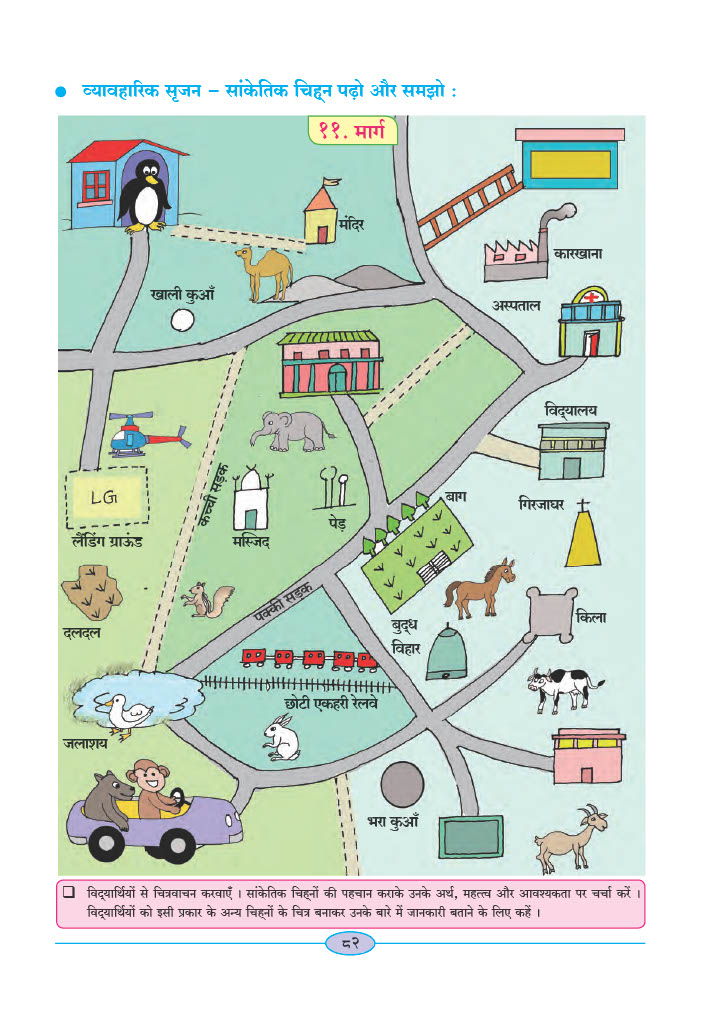 ● व्यावहारिक सृजन – सांकेतिक चिह्न पढ़ो और समझो :
११. मार्ग
मंदिर
कारखाना
खाली कुआँ
अस्पताल
विद्यालय
बाग
गिरजाघर
LG
कच्ची सड़क
पेड़
मस्जिद
लैंडिंग ग्राऊंड
पक्की सड़क
किला
बुद्ध
विहार
दलदल
छोटी एकहरी रेलवे
जलाशय
भरा कुआँ
❑ विद्यार्थियों से चित्रवाचन करवाएँ । सांकेतिक चिह्नों की पहचान कराके उनके अर्थ, महत्त्व और आवश्यकता पर चर्चा करें ।
विद्यार्थियों को इसी प्रकार के अन्य चिह्नों के चित्र बनाकर उनके बारे में जानकारी बताने के लिए कहें ।
८२